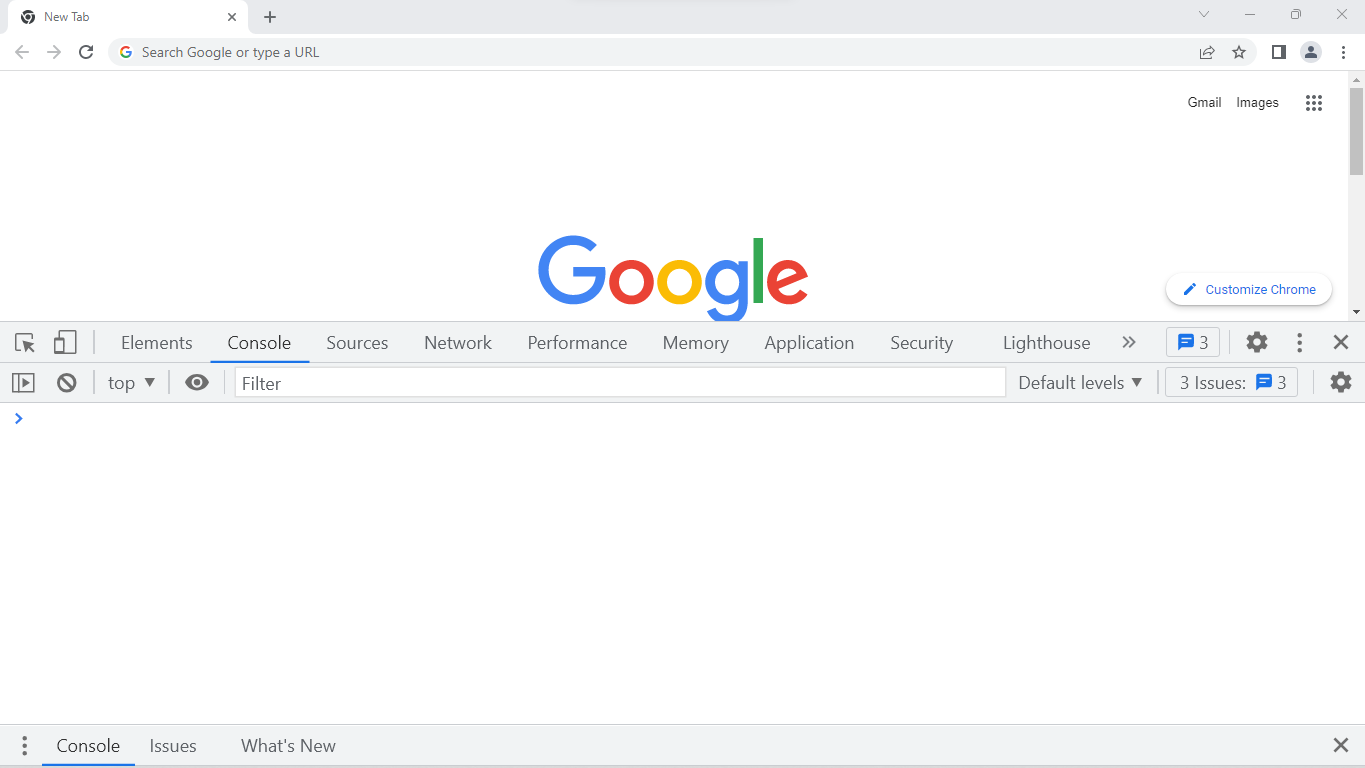 New Tab
Search Google or type a URL
Gmail Images
Google
Customize Chrome
Elements Console Sources Network Performance Memory Application Security Lighthouse 3
top Filter Default levels 3 Issues: 3
Console Issues What's New